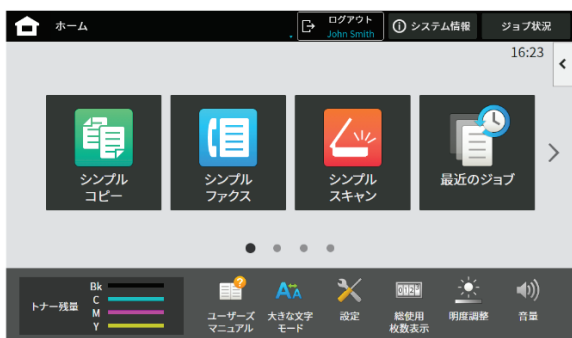 ホーム
ログアウト
John Smith
システム情報
ジョブ状況
16:23
シンプル
コピー
シンプル
ファクス
シンプル
スキャン
最近のジョブ
トナー残量
Bk
C
M
Y
ユーザーズ
マニュアル
大きな文字
モード
設定
総使用
枚数表示
明度調整
音量